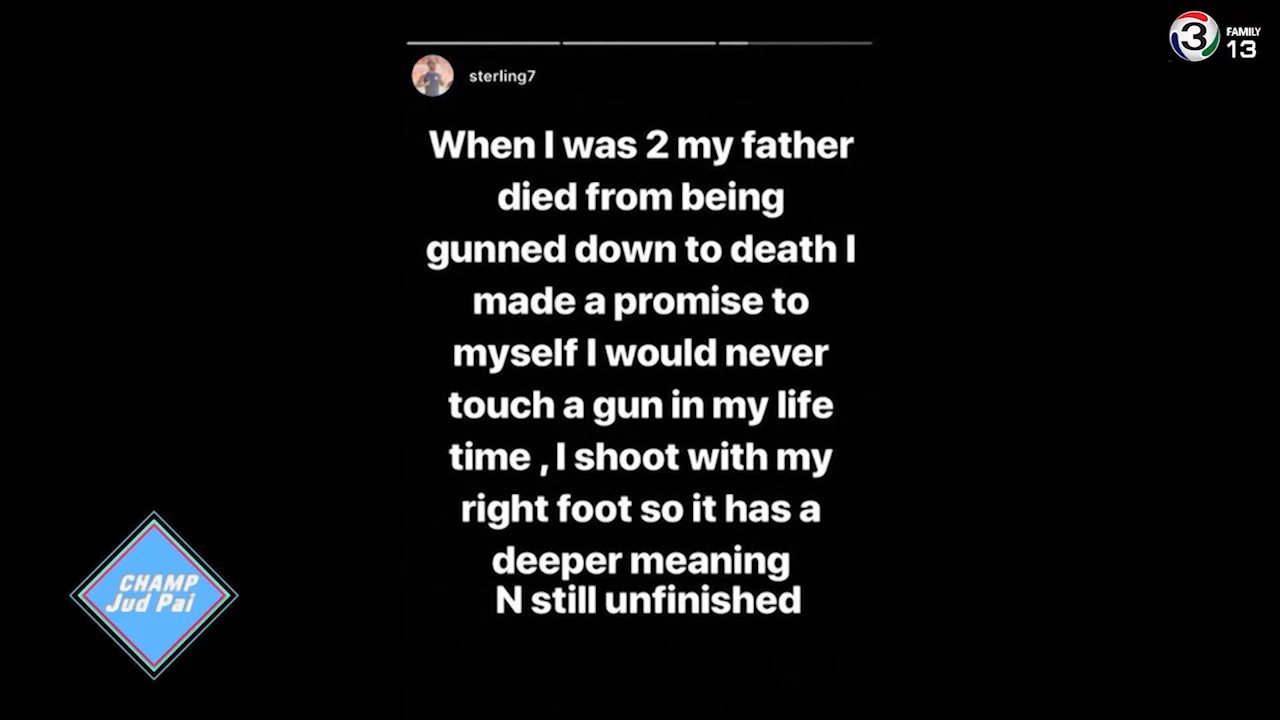 3 FAMILY
13
sterling7
When I was 2 my father
died from being
gunned down to death I
made a promise to
myself I would never
touch a gun in my life
time , I shoot with my
right foot so it has a
deeper meaning
N still unfinished
CHAMP
Jud Pai